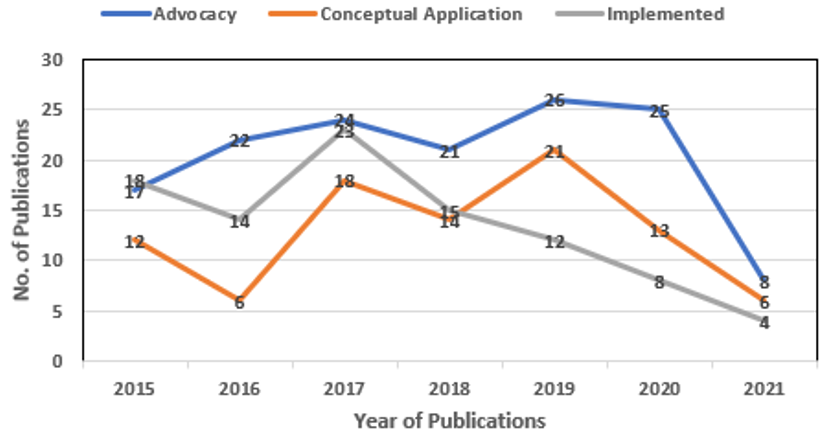 Advocacy Conceptual Application Implemented
30
25
20
15
10
5
0
No. of Publications
17 22 24 21 26 25 8
12 6 18 14 21 13 6
18 14 23 15 12 8 4
2015 2016 2017 2018 2019 2020 2021
Year of Publications